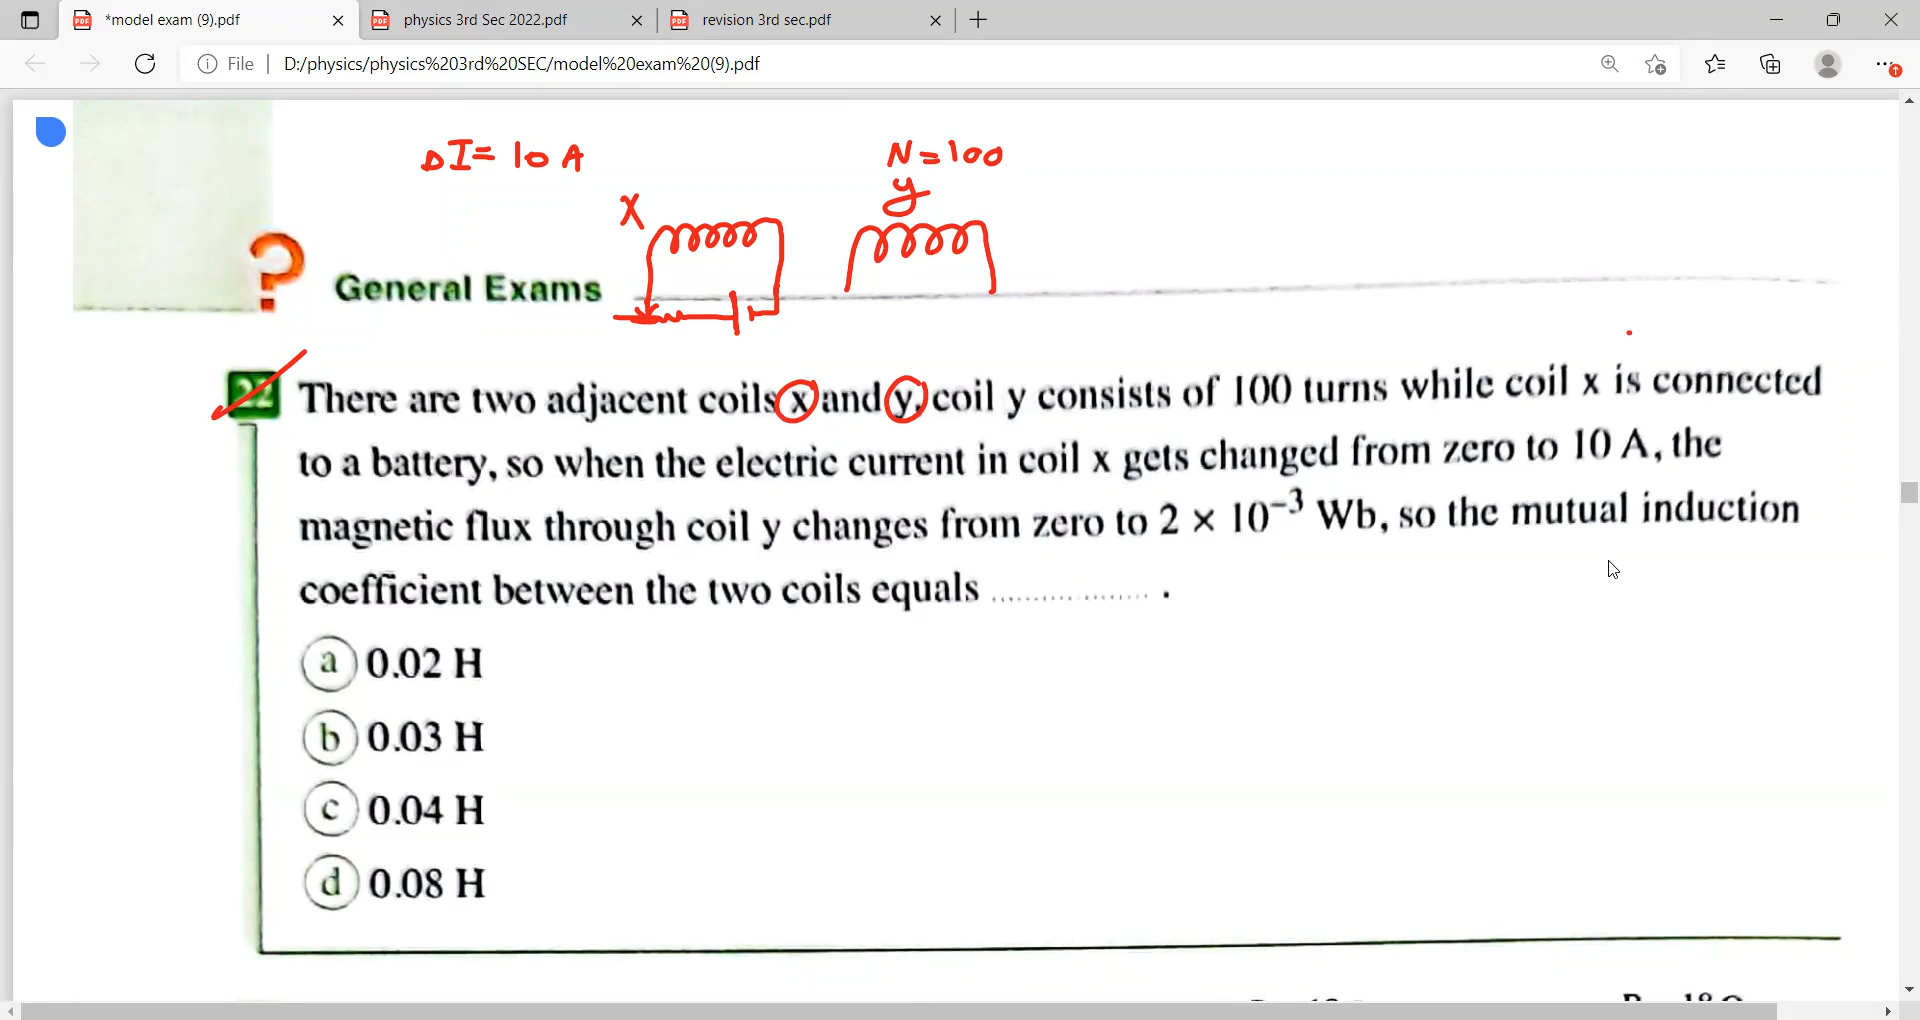 *model exam (9).pdf
physics 3rd Sec 2022.pdf
revision 3rd sec.pdf
File
D:/physics/physics%203rd%20SEC/model%20exam%20(9).pdf
ΔI = 10 A
N = 100
X
y
?
General Exams
22 There are two adjacent coils x and y, coil y consists of 100 turns while coil x is connected
to a battery, so when the electric current in coil x gets changed from zero to 10 A, the
magnetic flux through coil y changes from zero to 2 × 10⁻³ Wb, so the mutual induction
coefficient between the two coils equals .................. .
a 0.02 H
b 0.03 H
c 0.04 H
d 0.08 H